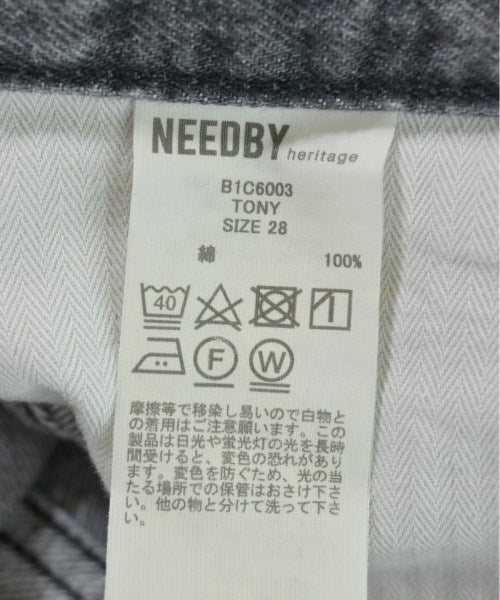 NEEDBY heritage
B1C6003
TONY
SIZE 28
綿 100%
40
F W
摩擦等で移染し易いので白物と
の着用はご注意願います。この
製品は日光や蛍光灯の光を長時
間受けると、変色の恐れがあり
ます。変色を防ぐため、光の当
たる場所での保管はおさけ下さ
い。他の物と分けて洗って下さ
い。